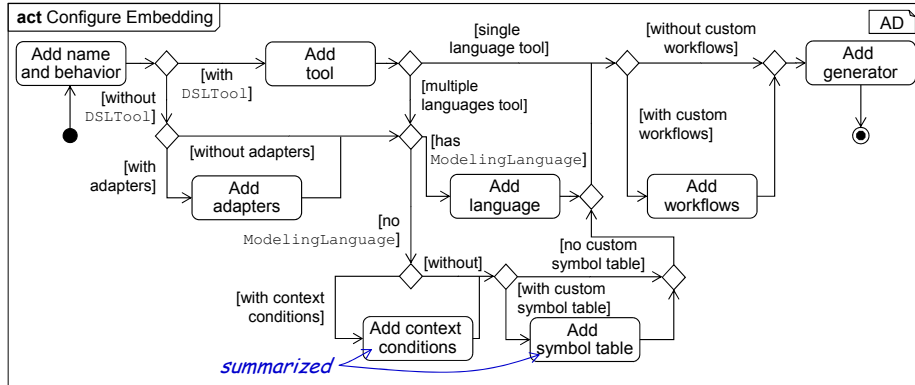 act Configure Embedding
AD
Add name
and behavior
[with
DSLTool]
Add
tool
[single
language tool]
[without custom
workflows]
Add
generator
[without
DSLTool]
[multiple
languages tool]
[with custom
workflows]
[with
adapters]
[without adapters]
Add
adapters
[has
ModelingLanguage]
Add
language
Add
workflows
[no
ModelingLanguage]
[without]
[no custom
symbol table]
[with context
conditions]
[with custom
symbol table]
Add context
conditions
Add
symbol table
summarized